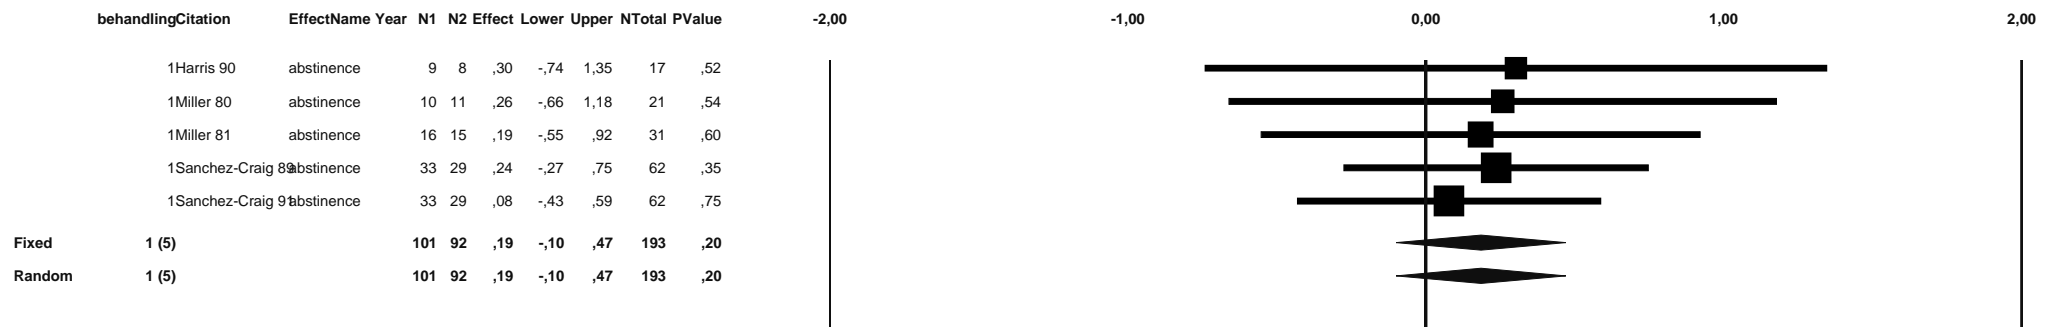 behandlingCitation EffectName Year N1 N2 Effect Lower Upper NTotal PValue -2,00 -1,00 0,00 1,00 2,00
1Harris 90 abstinence 9 8 ,30 -,74 1,35 17 ,52
1Miller 80 abstinence 10 11 ,26 -,66 1,18 21 ,54
1Miller 81 abstinence 16 15 ,19 -,55 ,92 31 ,60
1Sanchez-Craig 89abstinence 33 29 ,24 -,27 ,75 62 ,35
1Sanchez-Craig 91abstinence 33 29 ,08 -,43 ,59 62 ,75
Fixed 1 (5) 101 92 ,19 -,10 ,47 193 ,20
Random 1 (5) 101 92 ,19 -,10 ,47 193 ,20